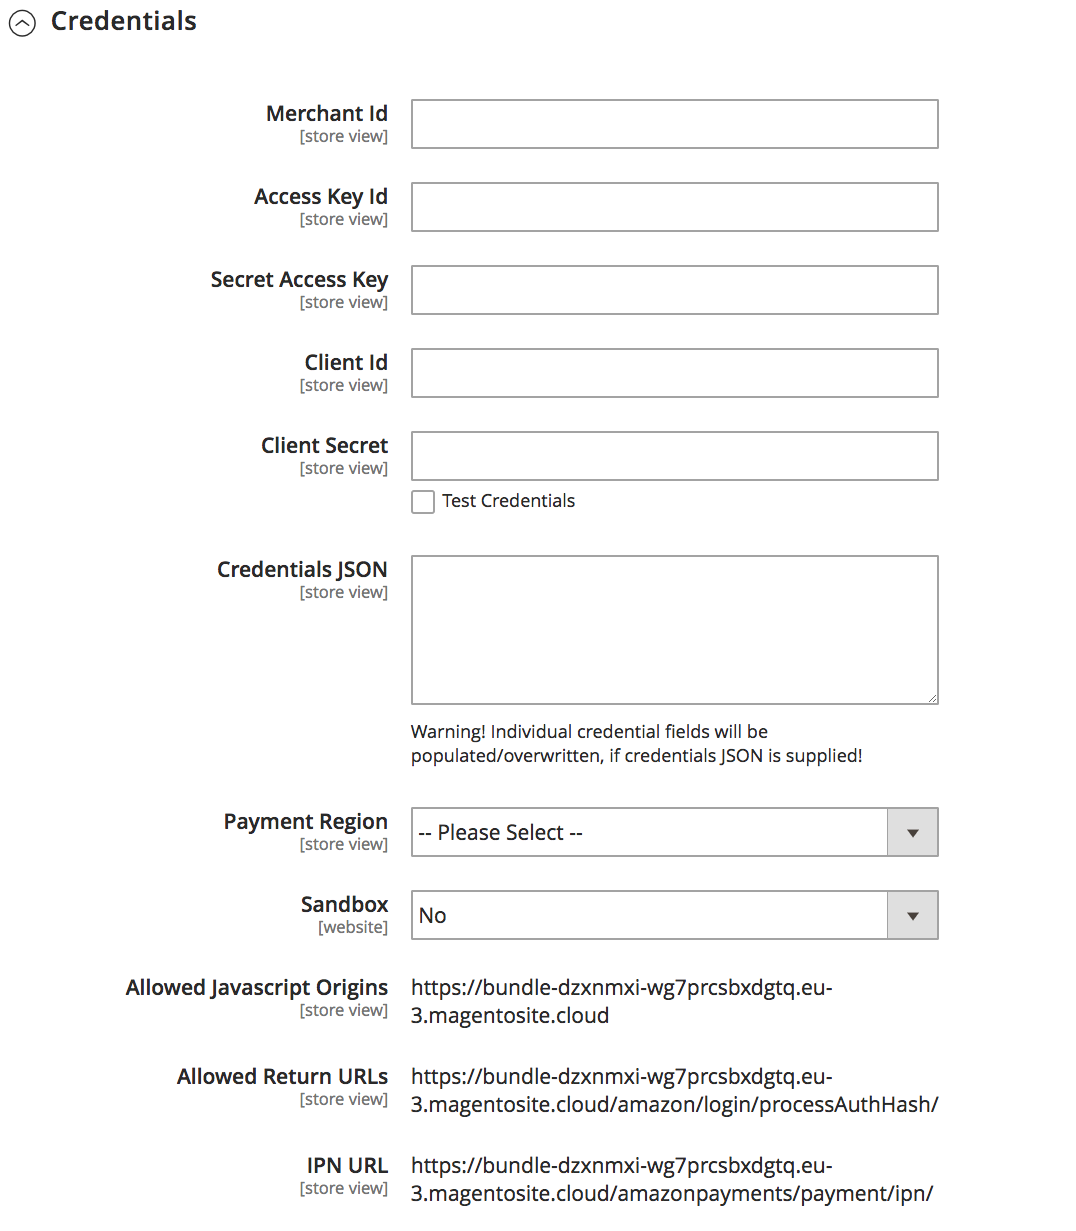 Credentials
Merchant Id
[store view]
Access Key Id
[store view]
Secret Access Key
[store view]
Client Id
[store view]
Client Secret
[store view]
Test Credentials
Credentials JSON
[store view]
Warning! Individual credential fields will be
populated/overwritten, if credentials JSON is supplied!
Payment Region
[store view]
-- Please Select --
Sandbox
[website]
No
Allowed Javascript Origins
[store view]
https://bundle-dzxnmxi-wg7prcsbxdgtq.eu-
3.magentosite.cloud
Allowed Return URLs
[store view]
https://bundle-dzxnmxi-wg7prcsbxdgtq.eu-
3.magentosite.cloud/amazon/login/processAuthHash/
IPN URL
[store view]
https://bundle-dzxnmxi-wg7prcsbxdgtq.eu-
3.magentosite.cloud/amazonpayments/payment/ipn/